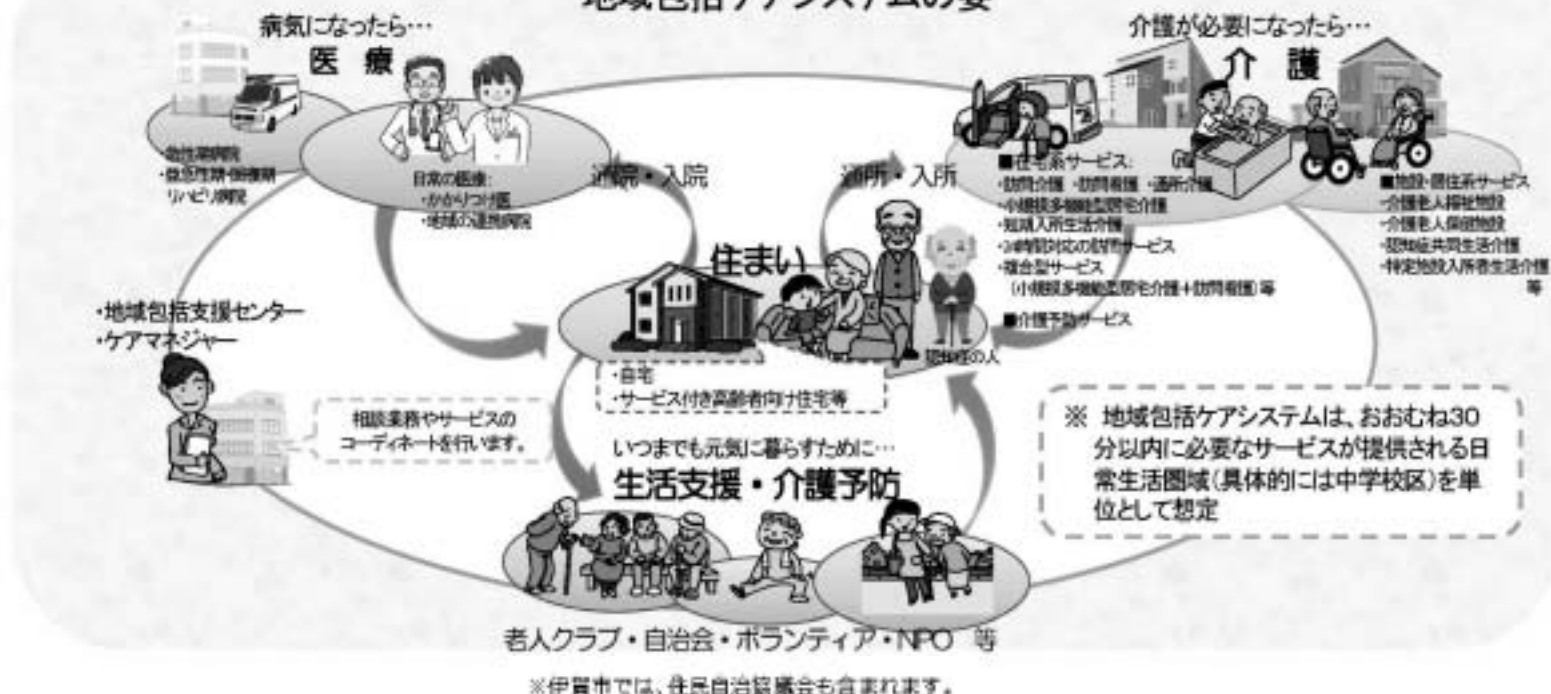 地域包括ケアシステムの姿
病気になったら…
医 療
・急性期病院
・亜急性期・回復期
リハビリ病院
日常の医療:
・かかりつけ医
・地域の連携病院
通院・入院
通所・入所
介護が必要になったら…
介 護
■在宅系サービス:
・訪問介護 ・訪問看護 ・通所介護
・小規模多機能型居宅介護
・短期入所生活介護
・24時間対応の訪問サービス
・複合型サービス
(小規模多機能型居宅介護+訪問看護)等
■介護予防サービス
■施設・居住系サービス
・介護老人福祉施設
・介護老人保健施設
・認知症共同生活介護
・特定施設入所者生活介護
等
住まい
認知症の人
・自宅
・サービス付き高齢者向け住宅等
・地域包括支援センター
・ケアマネジャー
相談業務やサービスの
コーディネートを行います。
いつまでも元気に暮らすために…
生活支援・介護予防
※ 地域包括ケアシステムは、おおむね30
分以内に必要なサービスが提供される日
常生活圏域(具体的には中学校区)を単
位として想定
老人クラブ・自治会・ボランティア・NPO 等
※伊賀市では、住民自治協議会も含まれます。